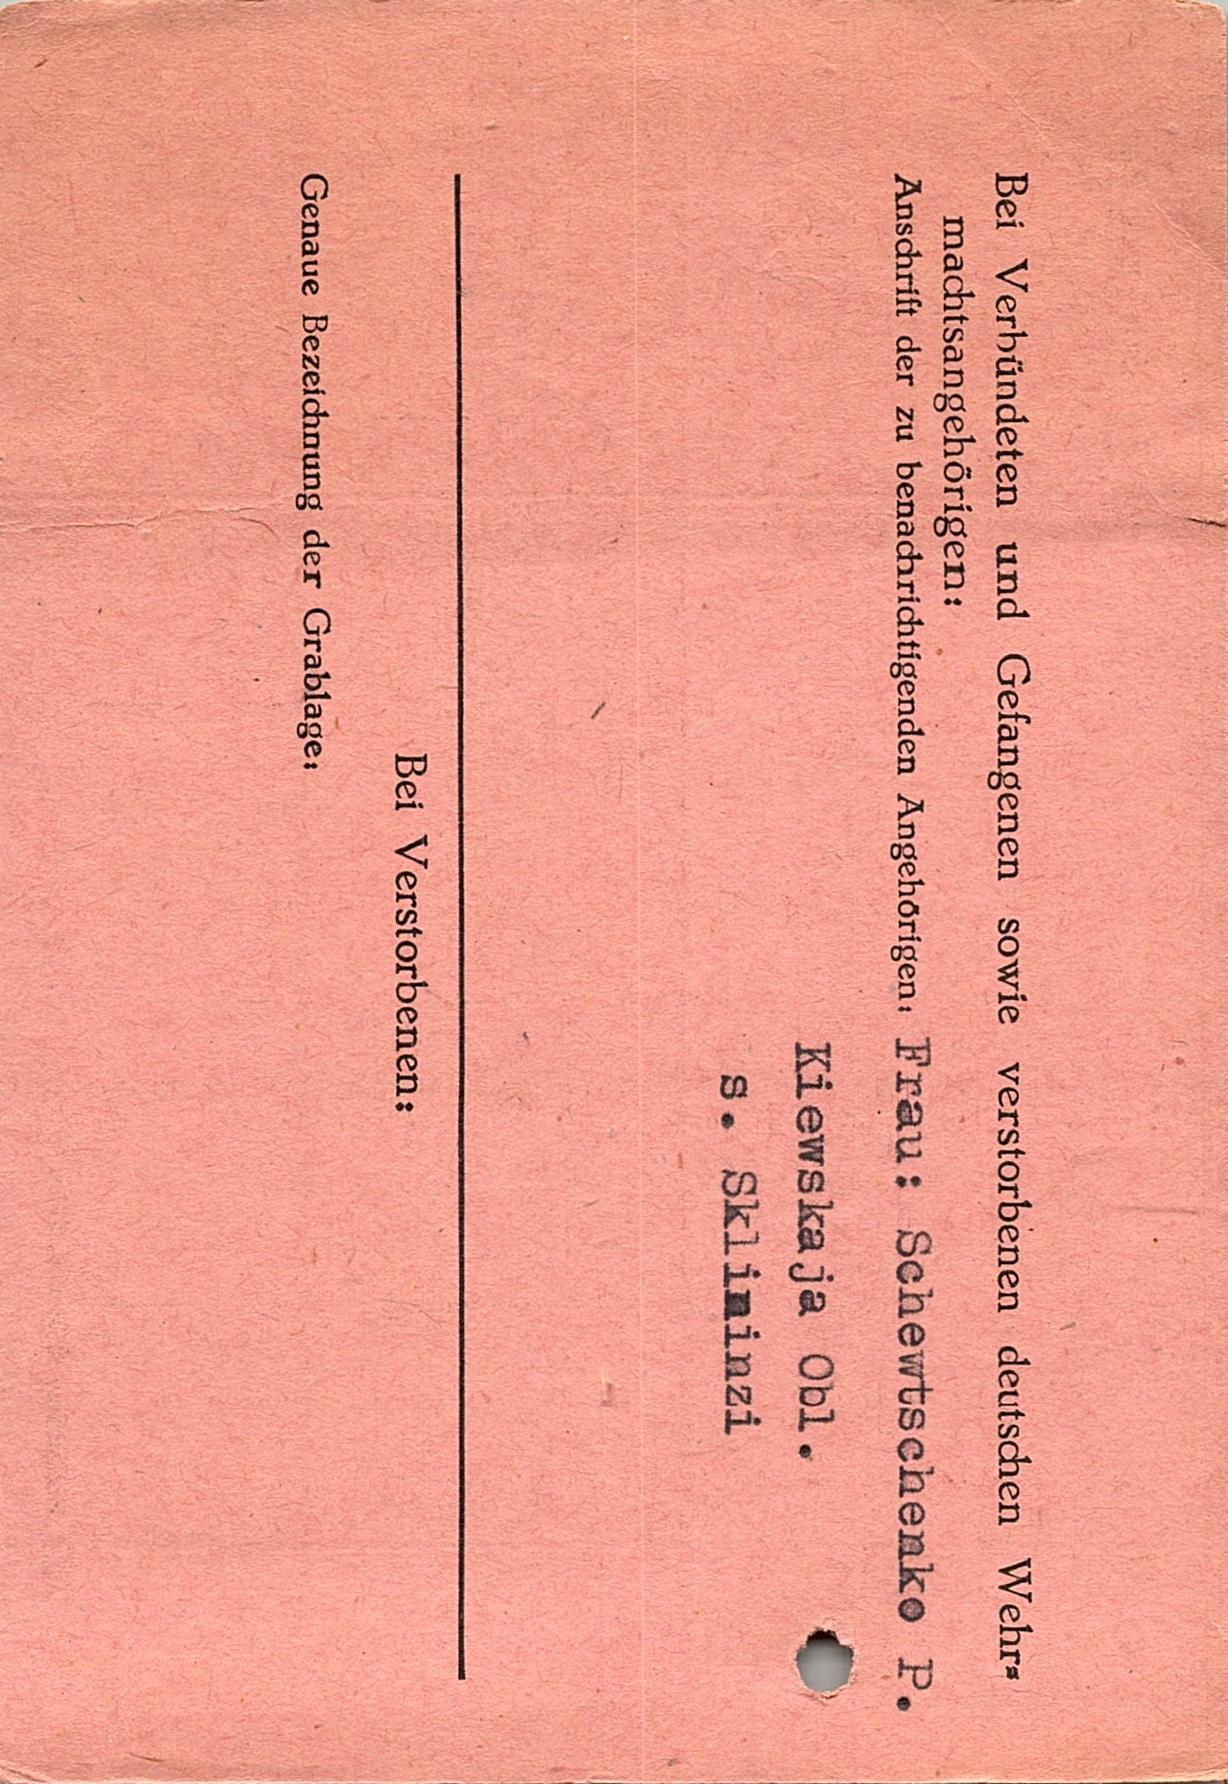 Bei Verbündeten und Gefangenen sowie verstorbenen deutschen Wehr=
machtsangehörigen:
Anschrift der zu benachrichtigenden Angehörigen: Frau: Schewtschenko P.
Kiewskaja Obl.
s. Skliminzi
Bei Verstorbenen:
Genaue Bezeichnung der Grablage: